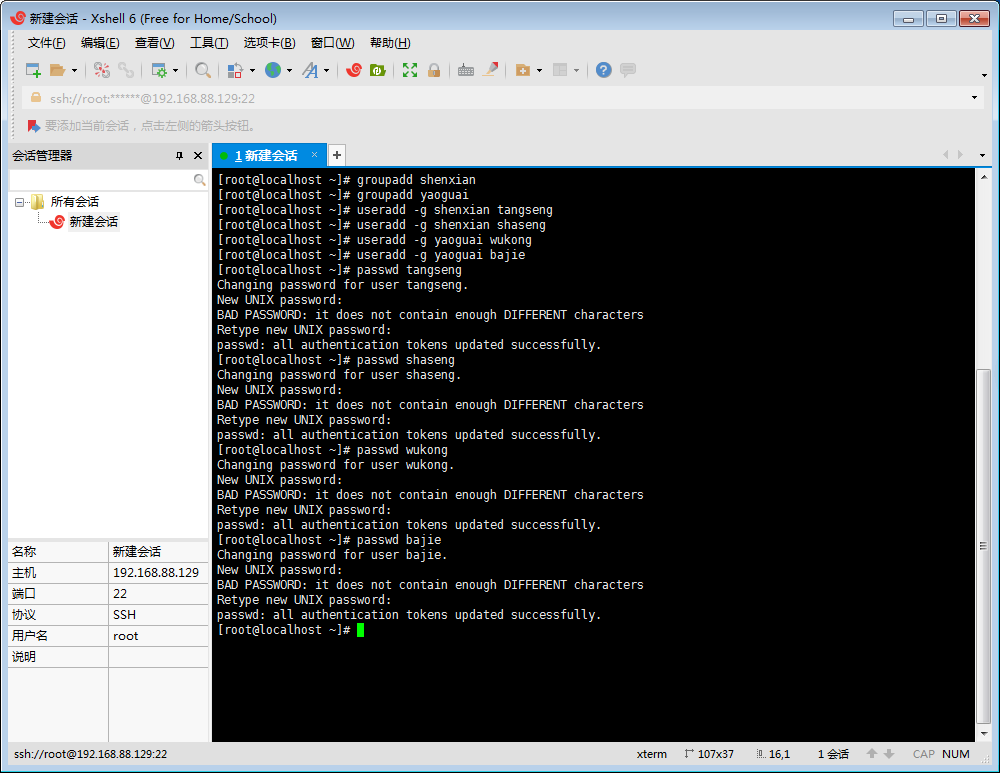 新建会话 - Xshell 6 (Free for Home/School)
文件(F) 编辑(E) 查看(V) 工具(T) 选项卡(B) 窗口(W) 帮助(H)
ssh://root:******@192.168.88.129:22
要添加当前会话，点击左侧的箭头按钮。
会话管理器
所有会话
新建会话
名称 新建会话
主机 192.168.88.129
端口 22
协议 SSH
用户名 root
说明
1 新建会话
[root@localhost ~]# groupadd shenxian
[root@localhost ~]# groupadd yaoguai
[root@localhost ~]# useradd -g shenxian tangseng
[root@localhost ~]# useradd -g shenxian shaseng
[root@localhost ~]# useradd -g yaoguai wukong
[root@localhost ~]# useradd -g yaoguai bajie
[root@localhost ~]# passwd tangseng
Changing password for user tangseng.
New UNIX password:
BAD PASSWORD: it does not contain enough DIFFERENT characters
Retype new UNIX password:
passwd: all authentication tokens updated successfully.
[root@localhost ~]# passwd shaseng
Changing password for user shaseng.
New UNIX password:
BAD PASSWORD: it does not contain enough DIFFERENT characters
Retype new UNIX password:
passwd: all authentication tokens updated successfully.
[root@localhost ~]# passwd wukong
Changing password for user wukong.
New UNIX password:
BAD PASSWORD: it does not contain enough DIFFERENT characters
Retype new UNIX password:
passwd: all authentication tokens updated successfully.
[root@localhost ~]# passwd bajie
Changing password for user bajie.
New UNIX password:
BAD PASSWORD: it does not contain enough DIFFERENT characters
Retype new UNIX password:
passwd: all authentication tokens updated successfully.
[root@localhost ~]#
ssh://root@192.168.88.129:22 xterm 107x37 16,1 1 会话 CAP NUM